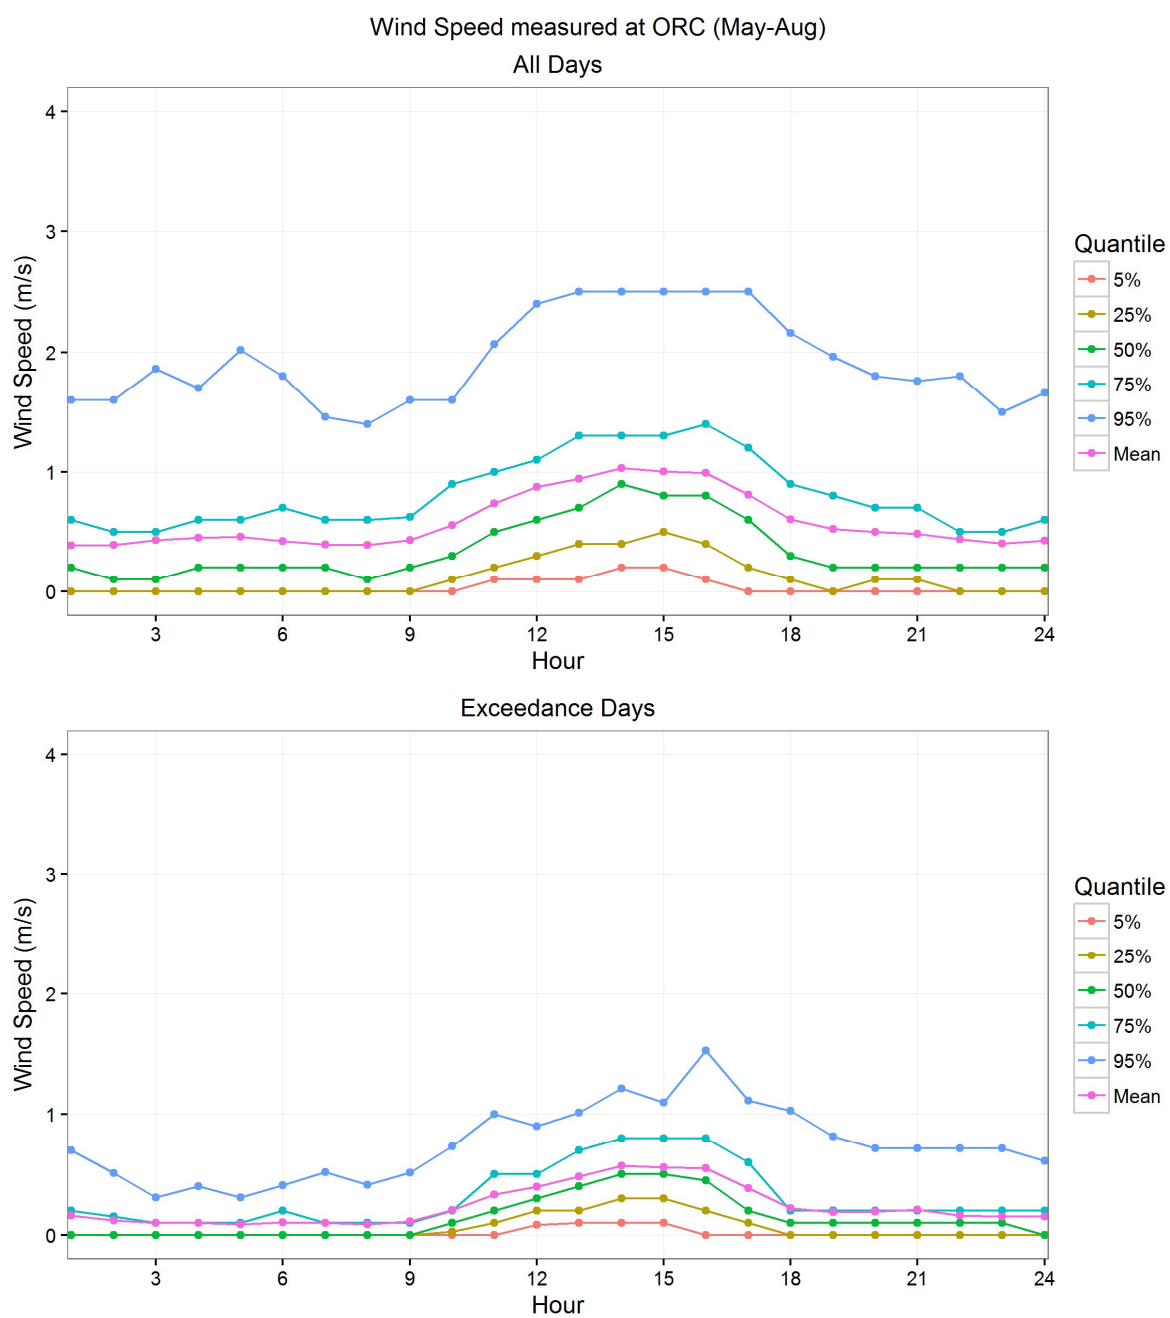 Wind Speed measured at ORC (May-Aug)
All Days
4
3
2
1
0
Wind Speed (m/s)
3 6 9 12 15 18 21 24
Hour
Quantile
5%
25%
50%
75%
95%
Mean
Exceedance Days
4
3
2
1
0
Wind Speed (m/s)
3 6 9 12 15 18 21 24
Hour
Quantile
5%
25%
50%
75%
95%
Mean